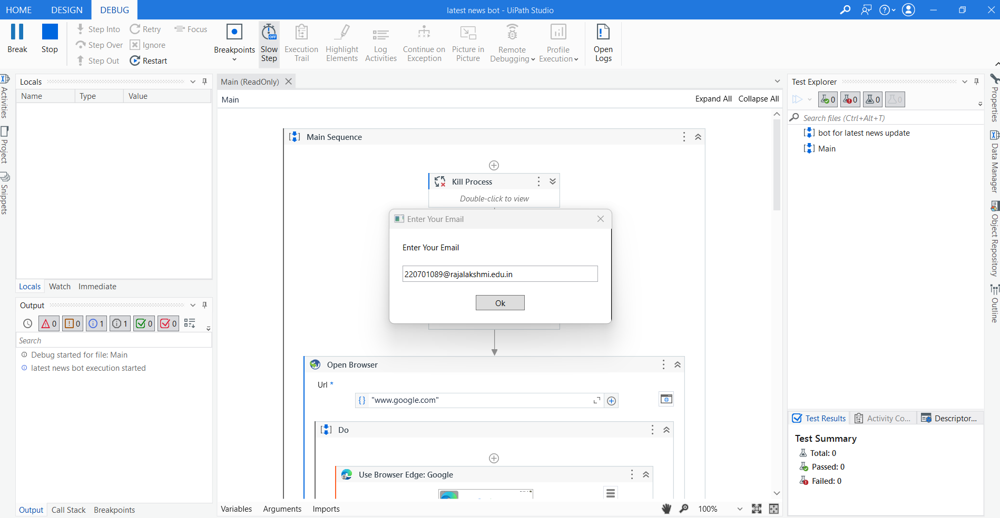 HOME DESIGN DEBUG latest news bot - UiPath Studio
Break Stop Step Into Step Over Step Out Retry Ignore Restart Focus Breakpoints Slow Step OFF Execution Trail Highlight Elements Log Activities Continue on Exception Picture in Picture Remote Debugging Profile Execution Open Logs
Activities
Project
Snippets
Locals
Name Type Value
Locals Watch Immediate
Output
0 0 1 1 0 0
Search
Debug started for file: Main
latest news bot execution started
Output Call Stack Breakpoints
Main (ReadOnly)
Main Expand All Collapse All
Main Sequence
Kill Process
Double-click to view
Enter Your Email
Enter Your Email
220701089@rajalakshmi.edu.in
Ok
Open Browser
Url *
{} "www.google.com"
Do
Use Browser Edge: Google
Variables Arguments Imports 100%
Test Explorer
0 0 0 0
Search files (Ctrl+Alt+T)
bot for latest news update
Main
Test Results Activity Co... Descriptor...
Test Summary
Total: 0
Passed: 0
Failed: 0
Properties
Data Manager
Object Repository
Outline